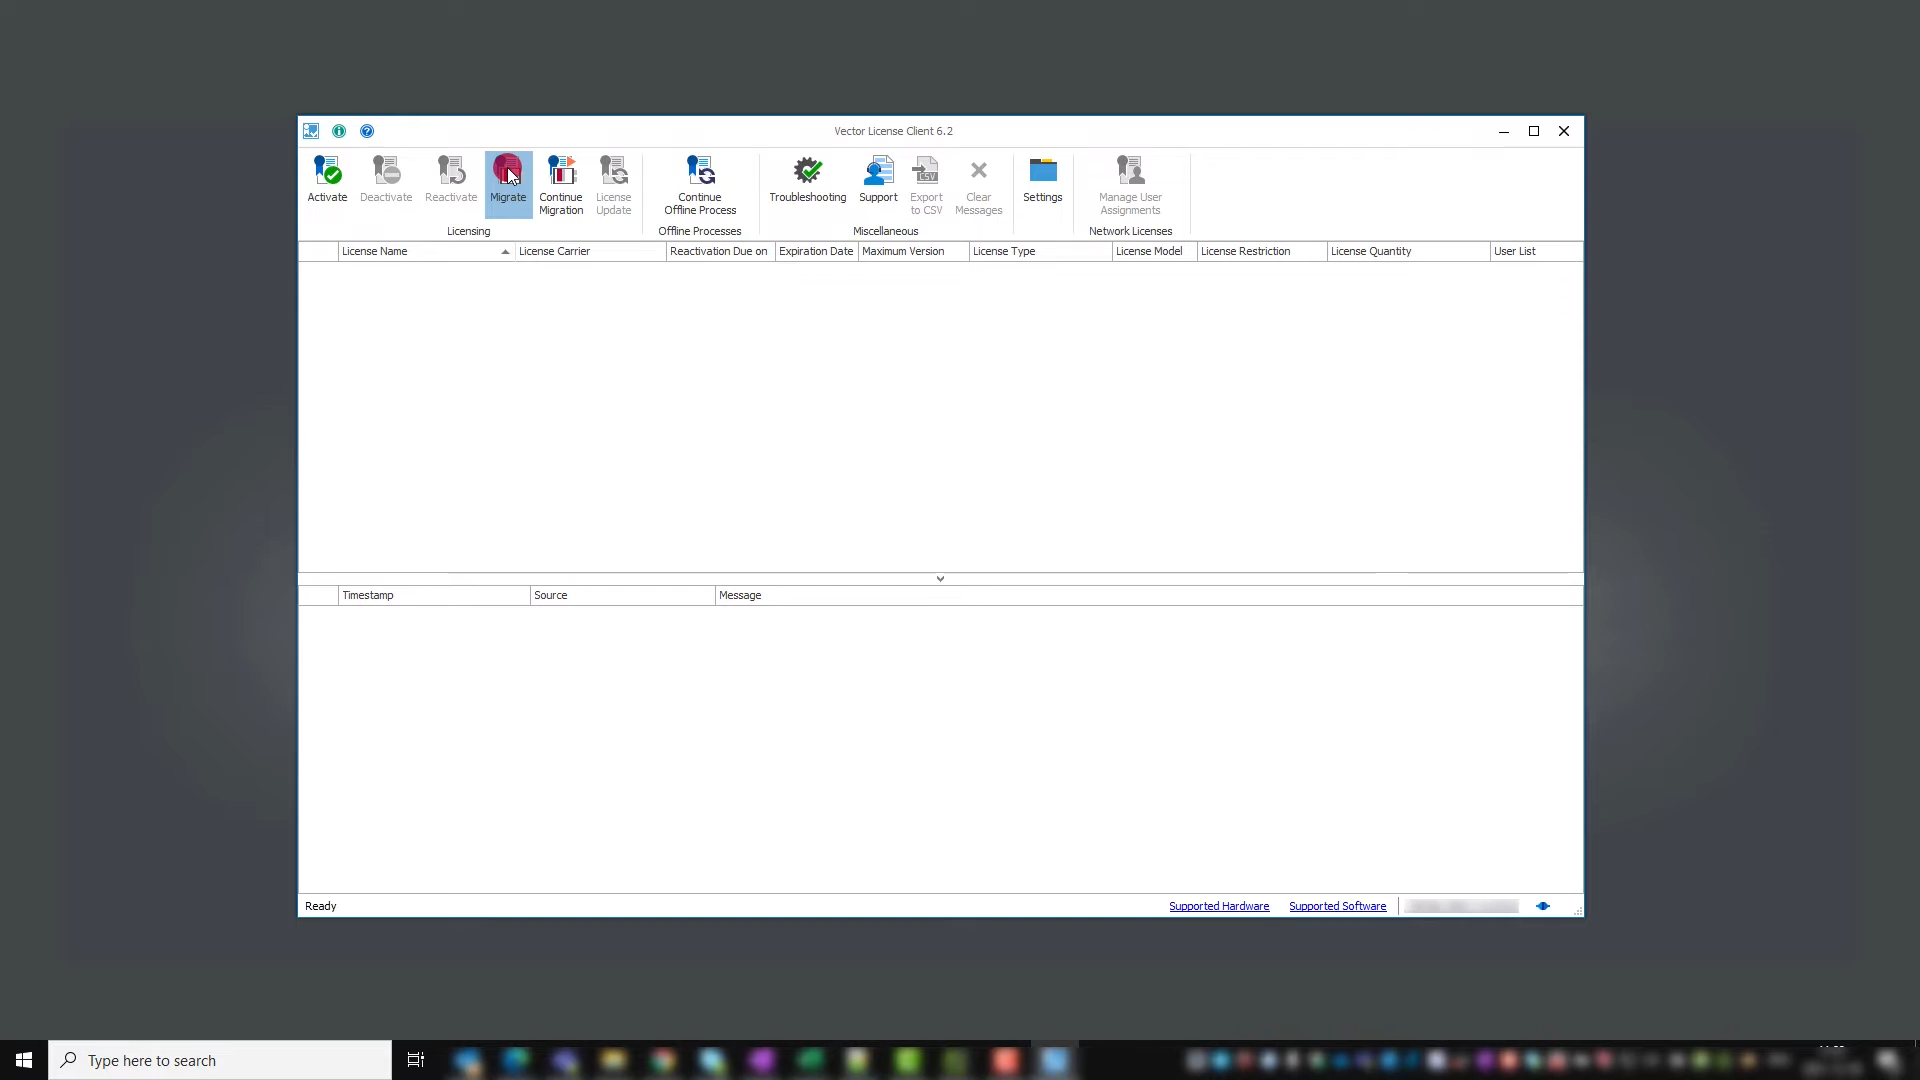 Vector License Client 6.2
Activate
Deactivate
Reactivate
Migrate
Continue
Migration
License
Update
Continue
Offline Process
Troubleshooting
Support
Export
to CSV
Clear
Messages
Settings
Manage User
Assignments
Licensing
Offline Processes
Miscellaneous
Network Licenses
License Name
License Carrier
Reactivation Due on
Expiration Date
Maximum Version
License Type
License Model
License Restriction
License Quantity
User List
Timestamp
Source
Message
Ready
Supported Hardware
Supported Software
Type here to search